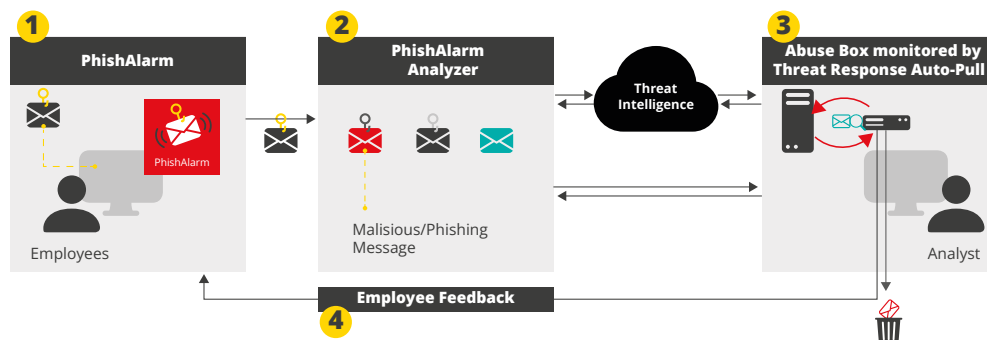 1
PhishAlarm
PhishAlarm
Employees
2
PhishAlarm
Analyzer
Malisious/Phishing
Message
Threat
Intelligence
3
Abuse Box monitored by
Threat Response Auto-Pull
Analyst
Employee Feedback
4